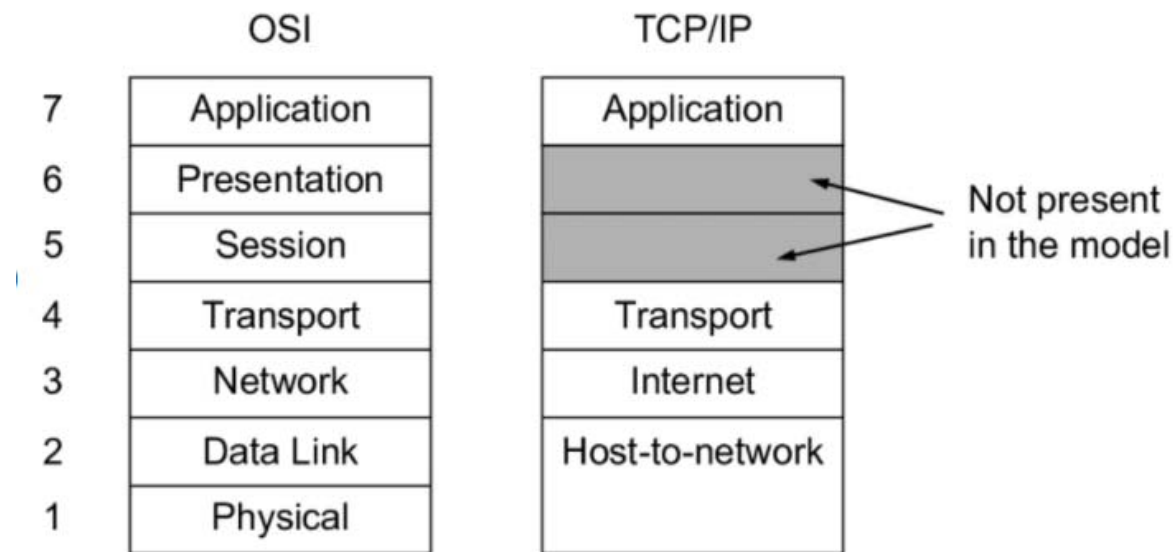 OSI TCP/IP
7 Application Application
6 Presentation
5 Session
Not present
in the model
4 Transport Transport
3 Network Internet
2 Data Link Host-to-network
1 Physical